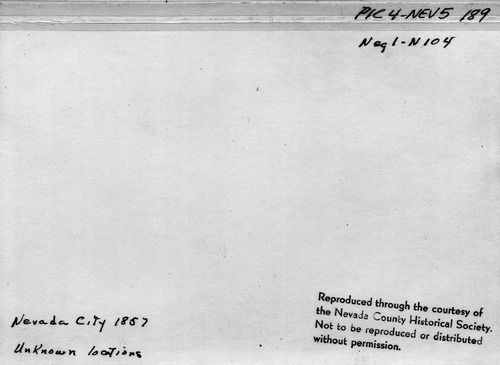 PIC 4-NEV5 189
Neg 1-N104
Nevada City 1867
Unknown locations
Reproduced through the courtesy of
the Nevada County Historical Society.
Not to be reproduced or distributed
without permission.